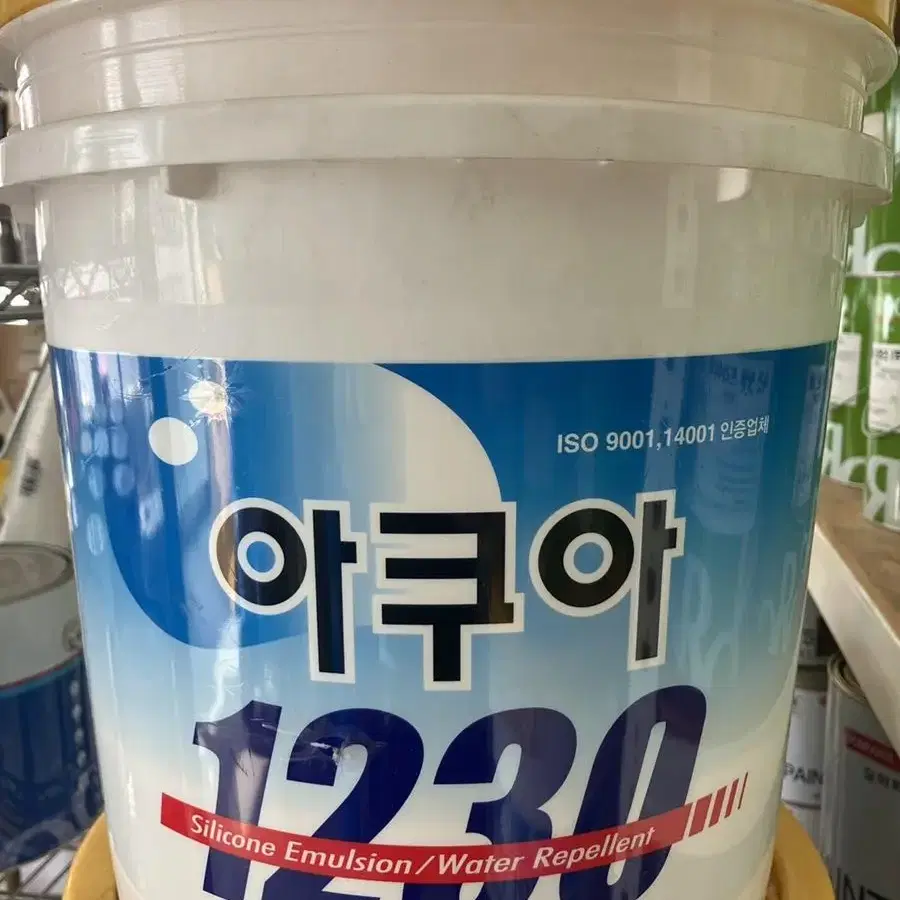 ISO 9001,14001 인증업체
아쿠아
1230
Silicone Emulsion/Water Repellent